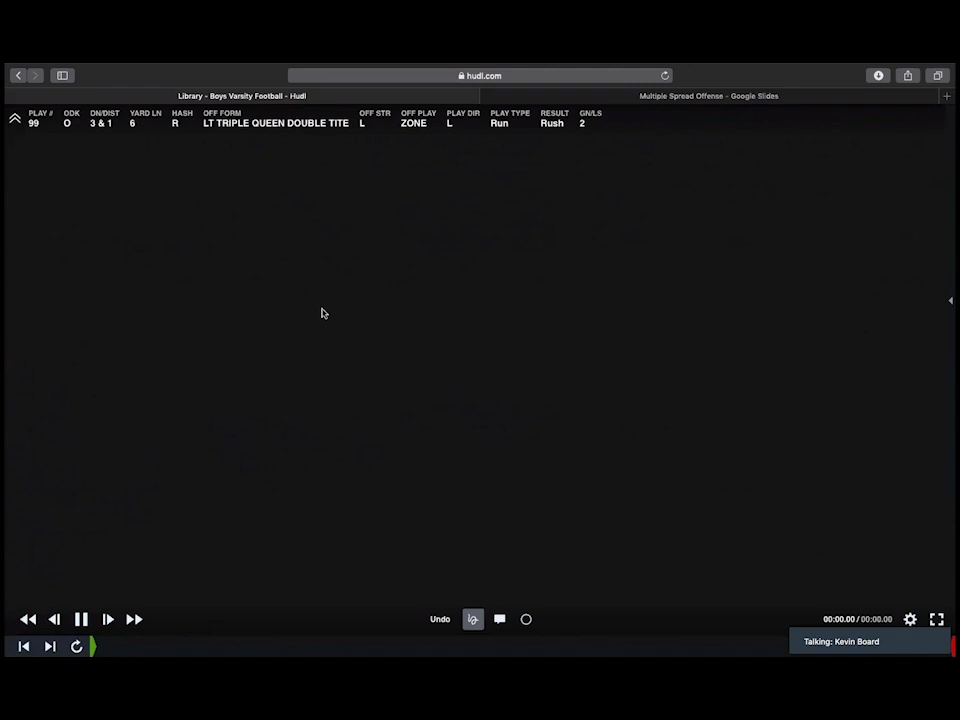 hudl.com
Library - Boys Varsity Football - Hudl
Multiple Spread Offense - Google Slides
PLAY # ODK DN/DIST YARD LN HASH OFF FORM OFF STR OFF PLAY PLAY DIR PLAY TYPE RESULT GN/LS
99 O 3 & 1 6 R LT TRIPLE QUEEN DOUBLE TITE L ZONE L Run Rush 2
Undo
00:00.00 / 00:00.00
Talking: Kevin Board